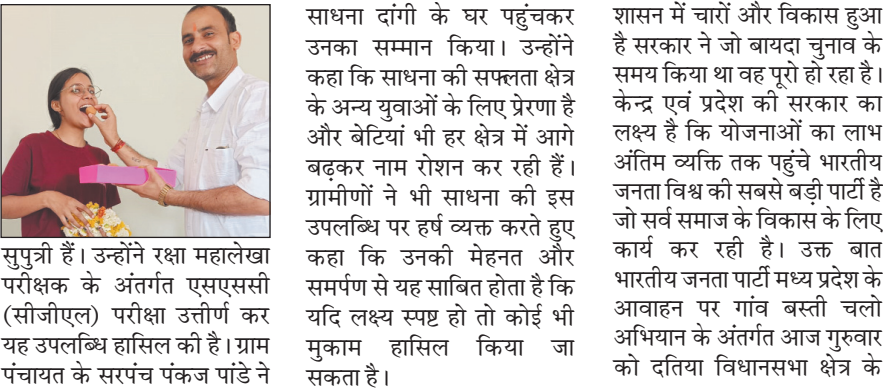 सुपुत्री हैं। उन्होंने रक्षा महालेखा
परीक्षक के अंतर्गत एसएससी
(सीजीएल) परीक्षा उत्तीर्ण कर
यह उपलब्धि हासिल की है। ग्राम
पंचायत के सरपंच पंकज पांडे ने
साधना दांगी के घर पहुंचकर
उनका सम्मान किया। उन्होंने
कहा कि साधना की सफ्लता क्षेत्र
के अन्य युवाओं के लिए प्रेरणा है
और बेटियां भी हर क्षेत्र में आगे
बढ़कर नाम रोशन कर रही हैं।
ग्रामीणों ने भी साधना की इस
उपलब्धि पर हर्ष व्यक्त करते हुए
कहा कि उनकी मेहनत और
समर्पण से यह साबित होता है कि
यदि लक्ष्य स्पष्ट हो तो कोई भी
मुकाम हासिल किया जा
सकता है।
शासन में चारों और विकास हुआ
है सरकार ने जो बायदा चुनाव के
समय किया था वह पूरो हो रहा है।
केन्द्र एवं प्रदेश की सरकार का
लक्ष्य है कि योजनाओं का लाभ
अंतिम व्यक्ति तक पहुंचे भारतीय
जनता विश्व की सबसे बड़ी पार्टी है
जो सर्व समाज के विकास के लिए
कार्य कर रही है। उक्त बात
भारतीय जनता पार्टी मध्य प्रदेश के
आवाहन पर गांव बस्ती चलो
अभियान के अंतर्गत आज गुरुवार
को दतिया विधानसभा क्षेत्र के